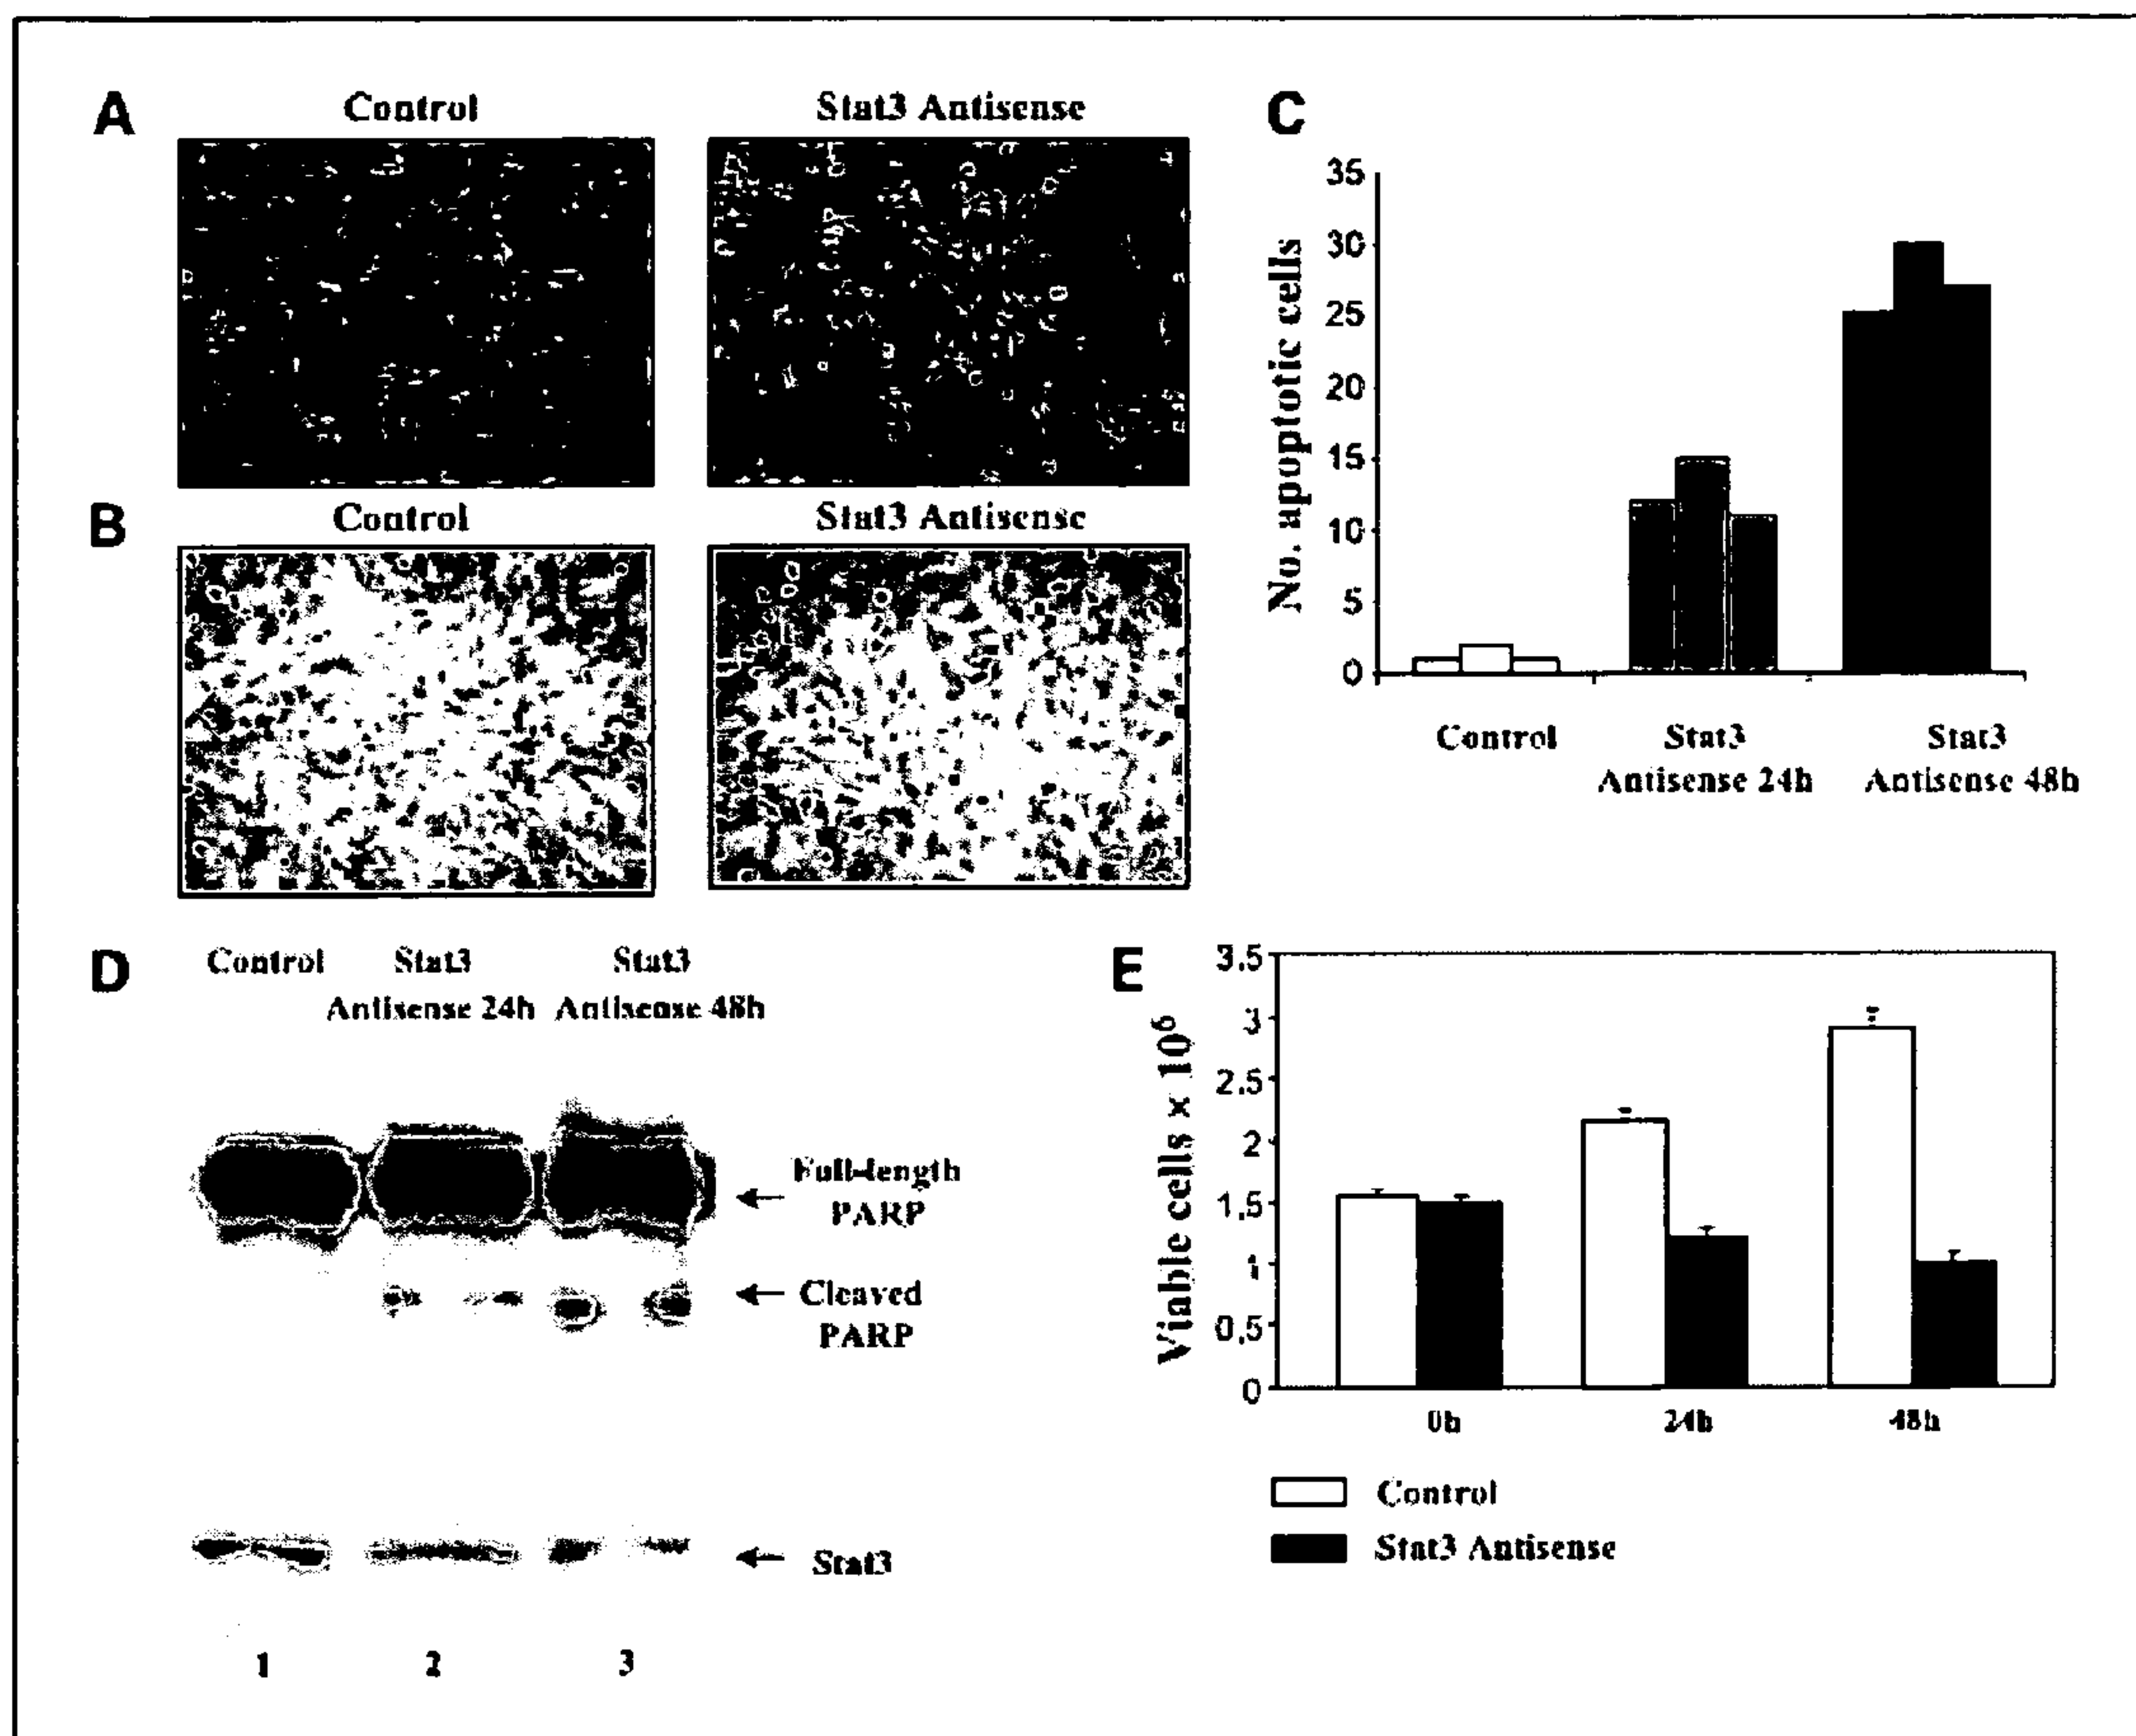 A
Control
Stat3 Antisense
B
Control
Stat3 Antisense
C
No. apoptotic cells
35
30
25
20
15
10
5
0
Control
Stat3
Antisense 24h
Stat3
Antisense 48h
D
Control
Stat3
Antisense 24h
Stat3
Antisense 48h
Full-length
PARP
Cleaved
PARP
Stat3
1
2
3
E
Viable cells x 10⁶
3.5
3
2.5
2
1.5
1
0.5
0
0h
24h
48h
Control
Stat3 Antisense